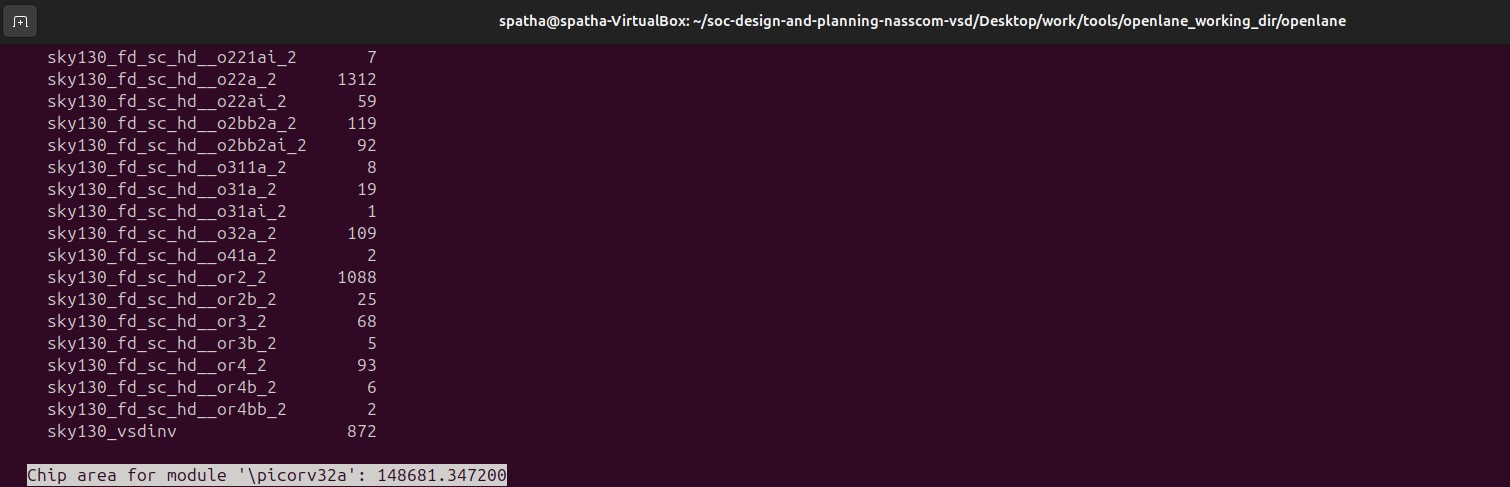 spatha@spatha-VirtualBox: ~/soc-design-and-planning-nasscom-vsd/Desktop/work/tools/openlane_working_dir/openlane
sky130_fd_sc_hd__o221ai_2 7
sky130_fd_sc_hd__o22a_2 1312
sky130_fd_sc_hd__o22ai_2 59
sky130_fd_sc_hd__o2bb2a_2 119
sky130_fd_sc_hd__o2bb2ai_2 92
sky130_fd_sc_hd__o311a_2 8
sky130_fd_sc_hd__o31a_2 19
sky130_fd_sc_hd__o31ai_2 1
sky130_fd_sc_hd__o32a_2 109
sky130_fd_sc_hd__o41a_2 2
sky130_fd_sc_hd__or2_2 1088
sky130_fd_sc_hd__or2b_2 25
sky130_fd_sc_hd__or3_2 68
sky130_fd_sc_hd__or3b_2 5
sky130_fd_sc_hd__or4_2 93
sky130_fd_sc_hd__or4b_2 6
sky130_fd_sc_hd__or4bb_2 2
sky130_vsdinv 872
Chip area for module '\picorv32a': 148681.347200